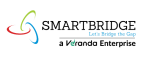 SMARTBRIDGE
Let's Bridge the Gap
a Veranda Enterprise